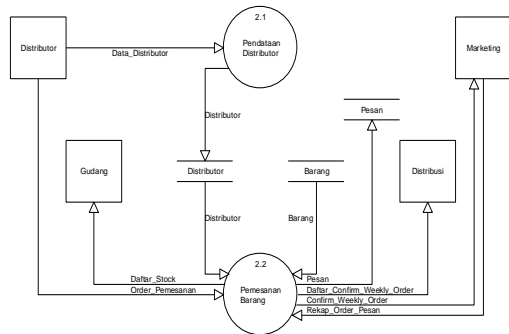 2.1
Distributor
Pendataan
Distributor
Marketing
Data_Distributor
Pesan
Distributor
Gudang
Distributor
Barang
Distribusi
Distributor
Barang
2.2
Daftar_Stock
Pesan
Order_Pemesanan
Pemesanan
Barang
Daftar_Confirm_Weekly_Order
Confirm_Weekly_Order
Rekap_Order_Pesan